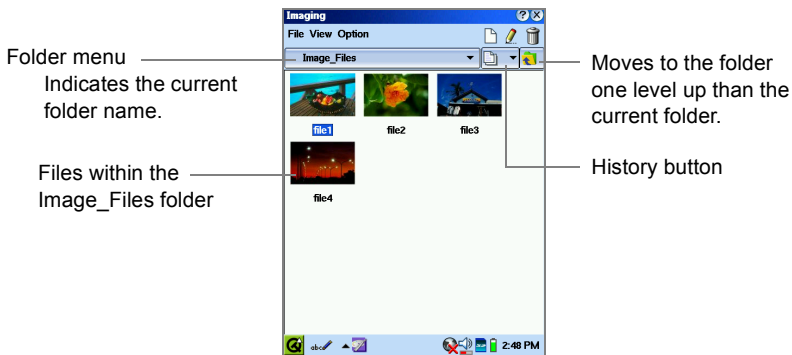 Imaging
File View Option
Image_Files
Folder menu
Indicates the current
folder name.
Moves to the folder
one level up than the
current folder.
file1 file2 file3
History button
Files within the
Image_Files folder
file4
abc
2:48 PM